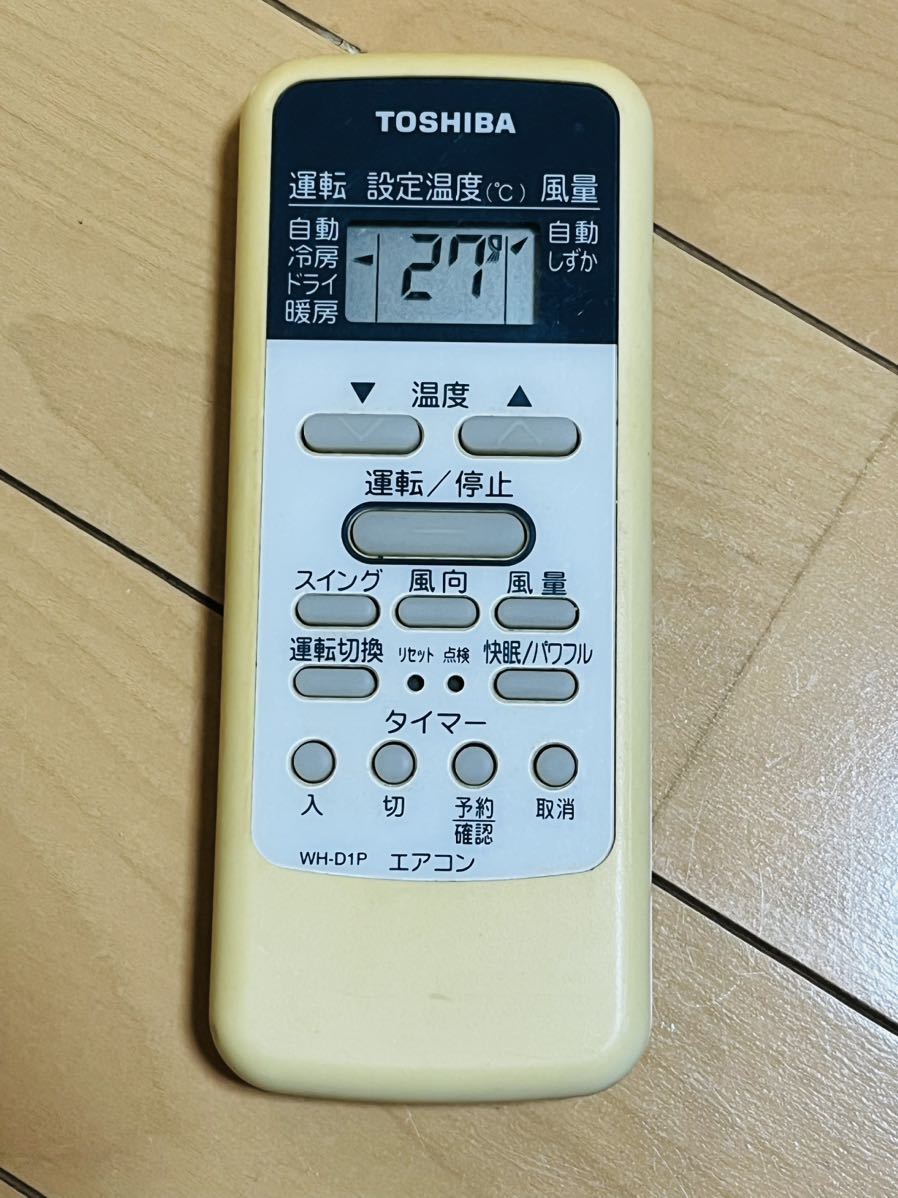 TOSHIBA
運転 設定温度(℃) 風量
自動
冷房
ドライ
暖房
27
自動
しずか
▼ 温度 ▲
運転/停止
スイング 風向 風量
運転切換 リセット 点検 快眠/パワフル
タイマー
入 切 予約 取消
確認
WH-D1P エアコン